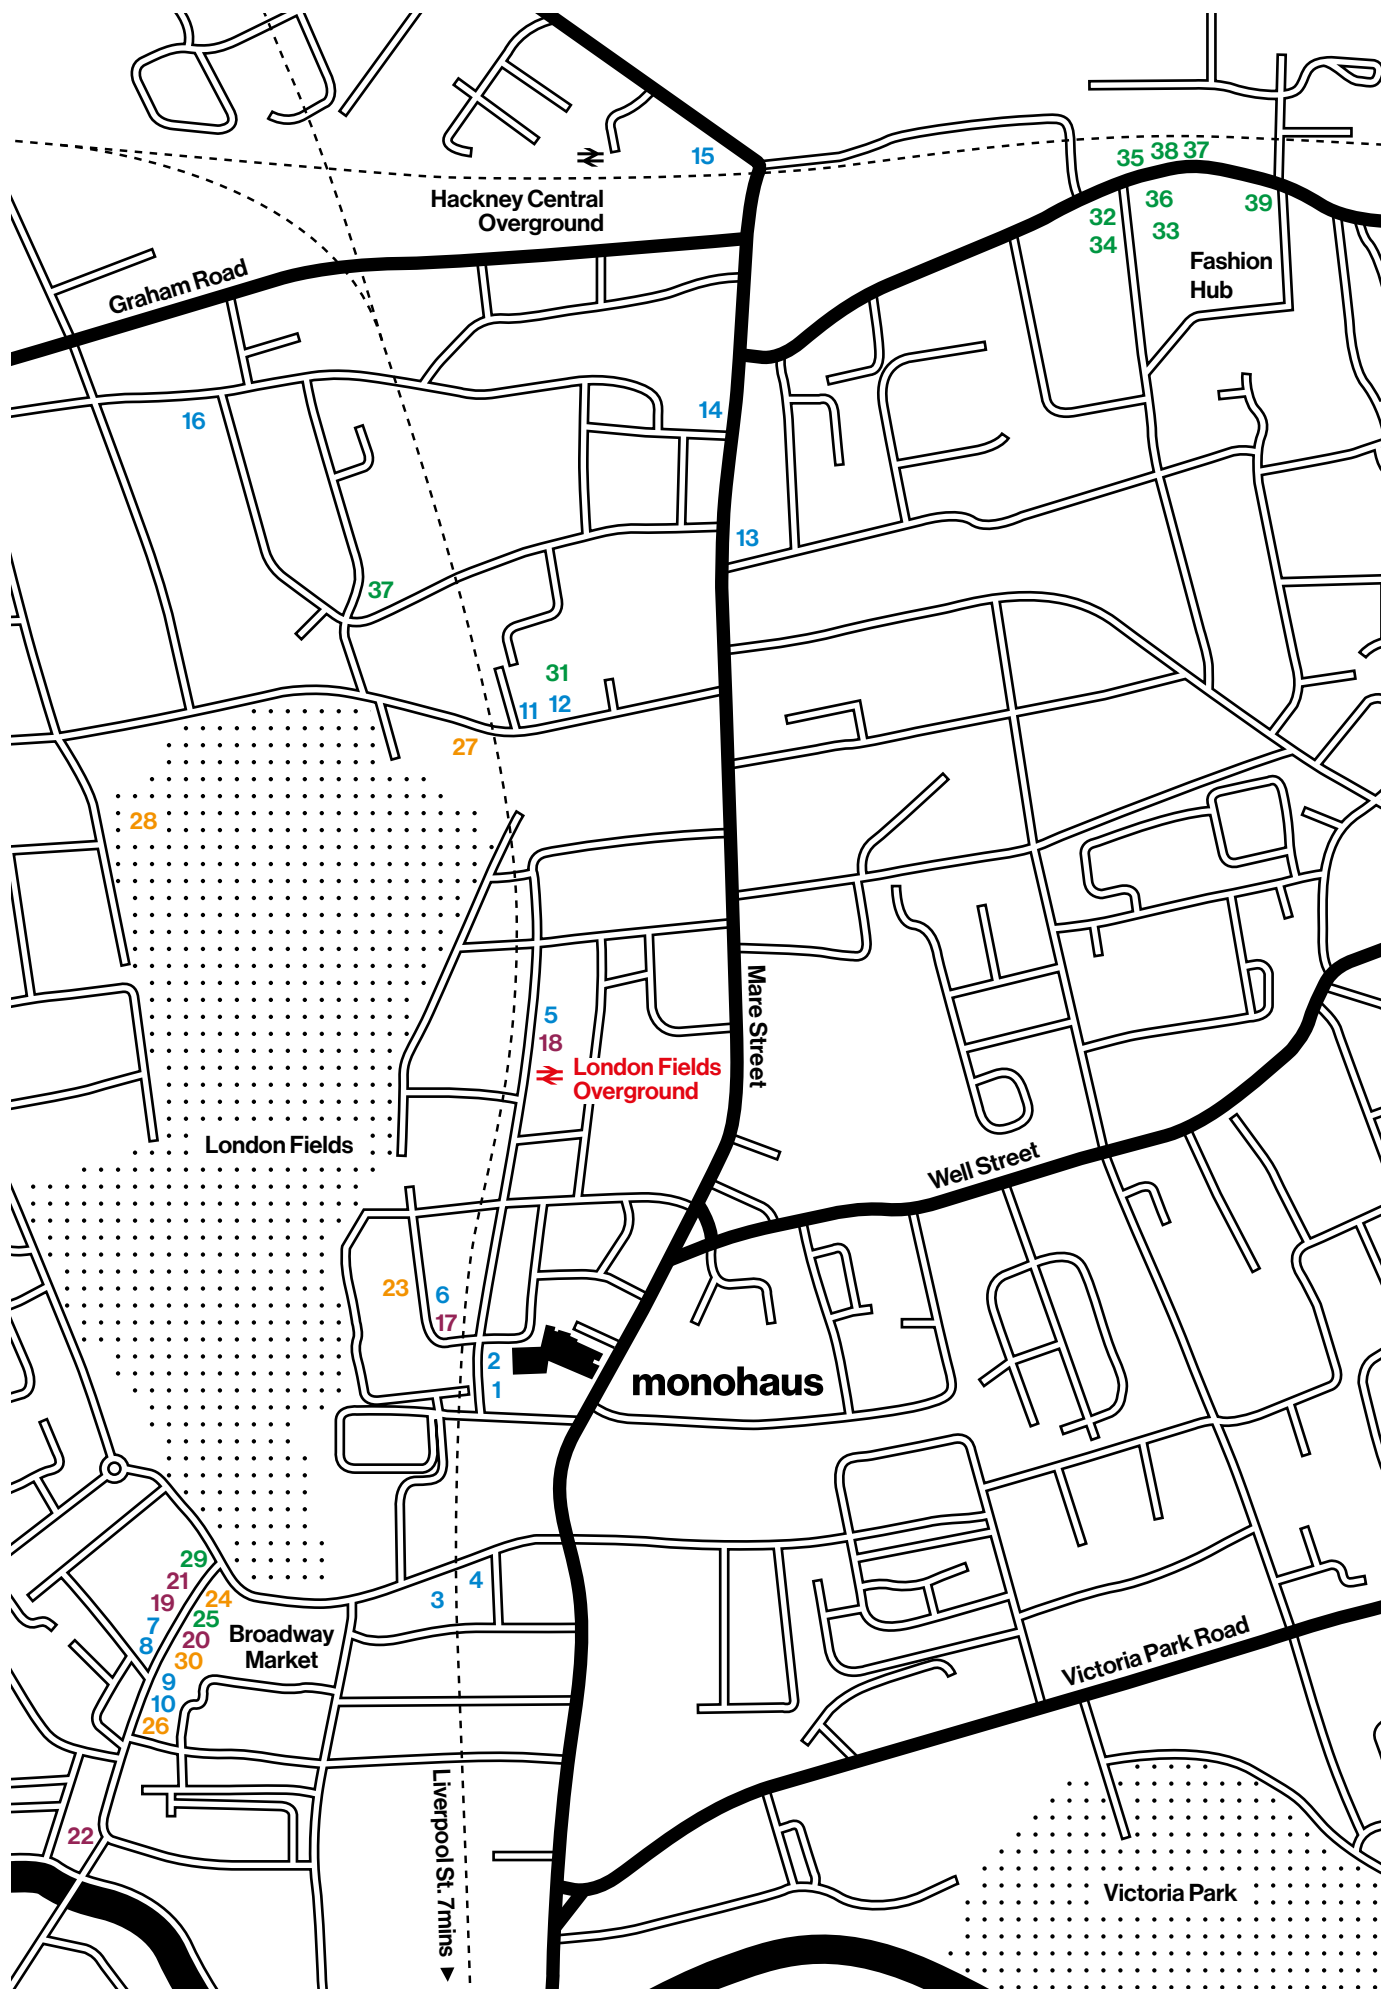 15
Hackney Central
Overground
35
38
37
36
39
32
33
34
Fashion
Hub
Graham Road
16
14
13
37
31
11
12
27
28
Mare Street
5
18
London Fields
Overground
London Fields
Well Street
23
6
17
2
1
monohaus
29
21
24
19
25
7
20
8
30
9
10
26
Broadway
Market
4
3
Victoria Park Road
Liverpool St. 7mins
22
Victoria Park